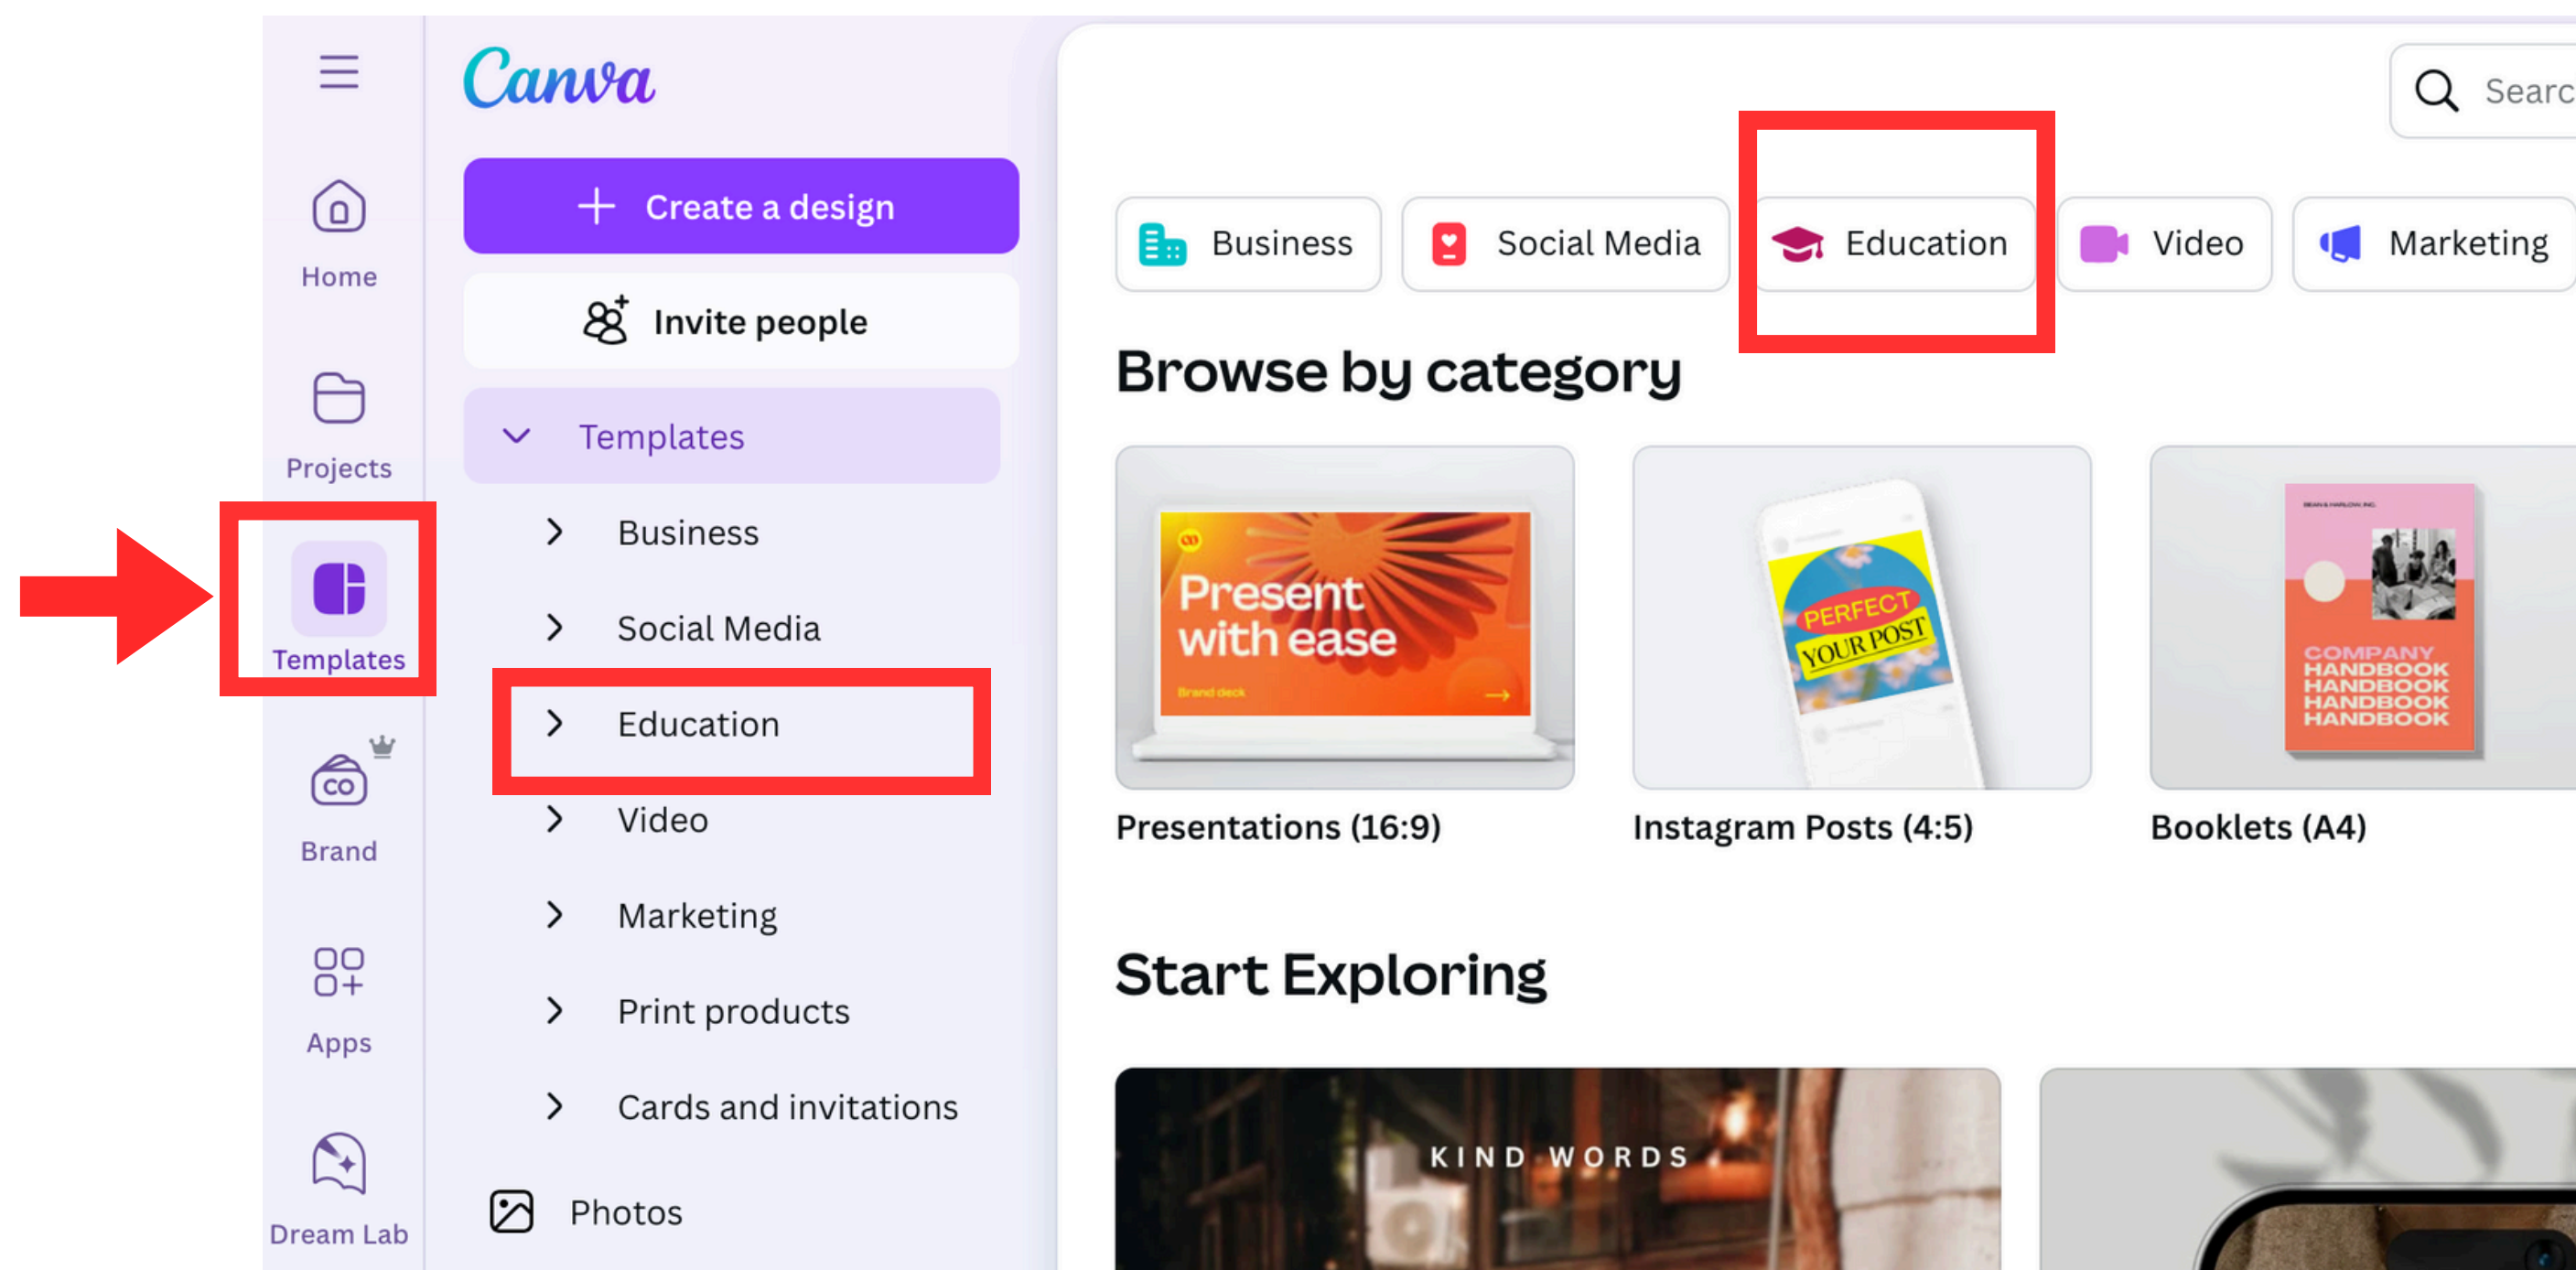 Canva
Home
Projects
Templates
Brand
CO
Apps
Dream Lab
Create a design
Invite people
Templates
Business
Social Media
Education
Video
Marketing
Print products
Cards and invitations
Photos
Business
Social Media
Education
Video
Marketing
Browse by category
Present
with ease
Brand deck
Presentations (16:9)
PERFECT
YOUR POST
Instagram Posts (4:5)
COMPANY
HANDBOOK
HANDBOOK
HANDBOOK
HANDBOOK
Booklets (A4)
Start Exploring
KIND WORDS